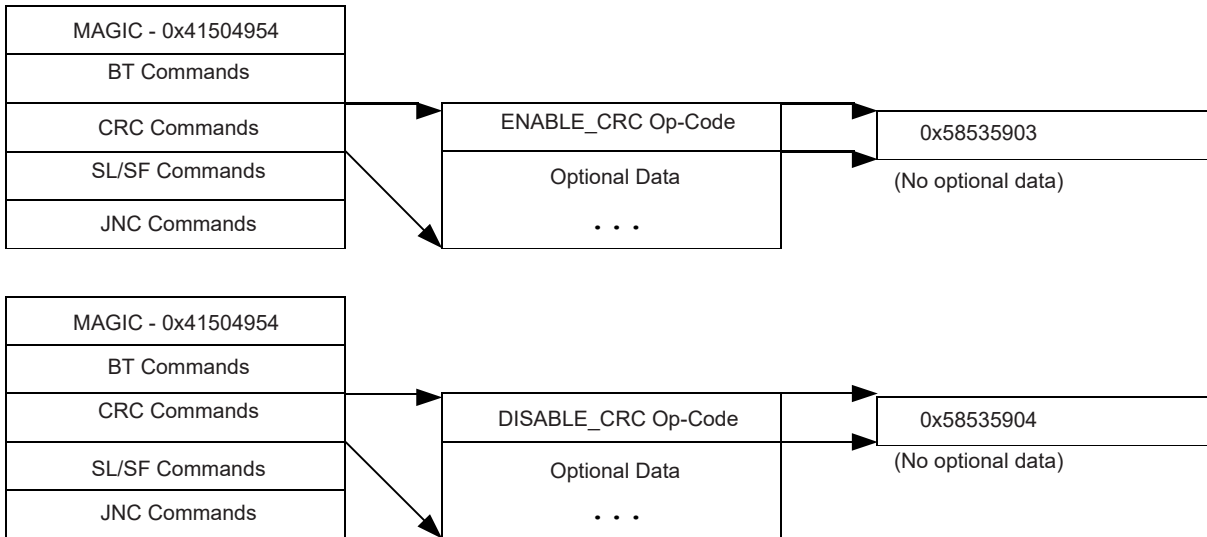 MAGIC - 0x41504954
BT Commands
CRC Commands
SL/SF Commands
JNC Commands
ENABLE_CRC Op-Code
Optional Data
. . .
0x58535903
(No optional data)
MAGIC - 0x41504954
BT Commands
CRC Commands
SL/SF Commands
JNC Commands
DISABLE_CRC Op-Code
Optional Data
. . .
0x58535904
(No optional data)